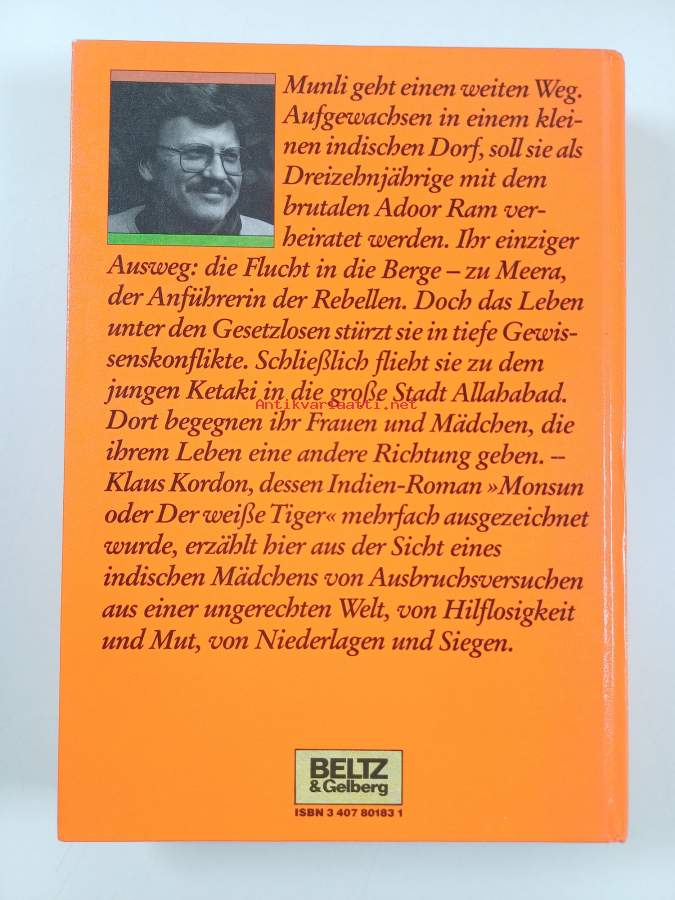 Munli geht einen weiten Weg.
Aufgewachsen in einem klei-
nen indischen Dorf, soll sie als
Dreizehnjährige mit dem
brutalen Adoor Ram ver-
heiratet werden. Ihr einziger
Ausweg: die Flucht in die Berge – zu Meera,
der Anführerin der Rebellen. Doch das Leben
unter den Gesetzlosen stürzt sie in tiefe Gewis-
senskonflikte. Schließlich flieht sie zu dem
jungen Ketaki in die große Stadt Allahabad.
Antikvariaatti.net
Dort begegnen ihr Frauen und Mädchen, die
ihrem Leben eine andere Richtung geben. –
Klaus Kordon, dessen Indien-Roman »Monsun
oder Der weiße Tiger« mehrfach ausgezeichnet
wurde, erzählt hier aus der Sicht eines
indischen Mädchens von Ausbruchsversuchen
aus einer ungerechten Welt, von Hilflosigkeit
und Mut, von Niederlagen und Siegen.
BELTZ
& Gelberg
ISBN 3 407 80183 1